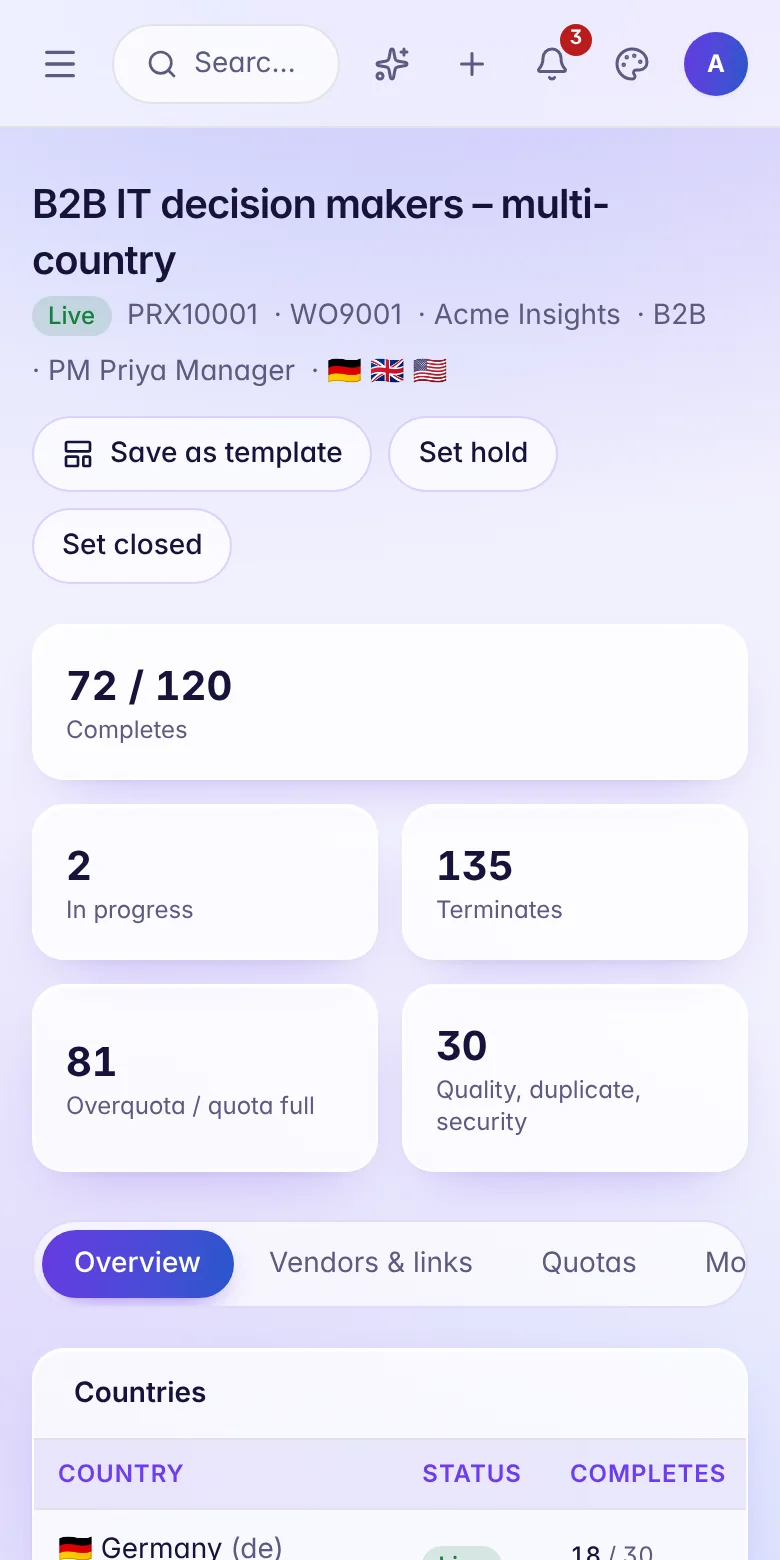 Searc...
3
A
B2B IT decision makers – multi-
country
Live PRX10001 · WO9001 · Acme Insights · B2B
· PM Priya Manager ·
Save as template
Set hold
Set closed
72 / 120
Completes
2
In progress
135
Terminates
81
Overquota / quota full
30
Quality, duplicate,
security
Overview Vendors & links Quotas Mo
Countries
COUNTRY STATUS COMPLETES
Germany (de) 18 / 30